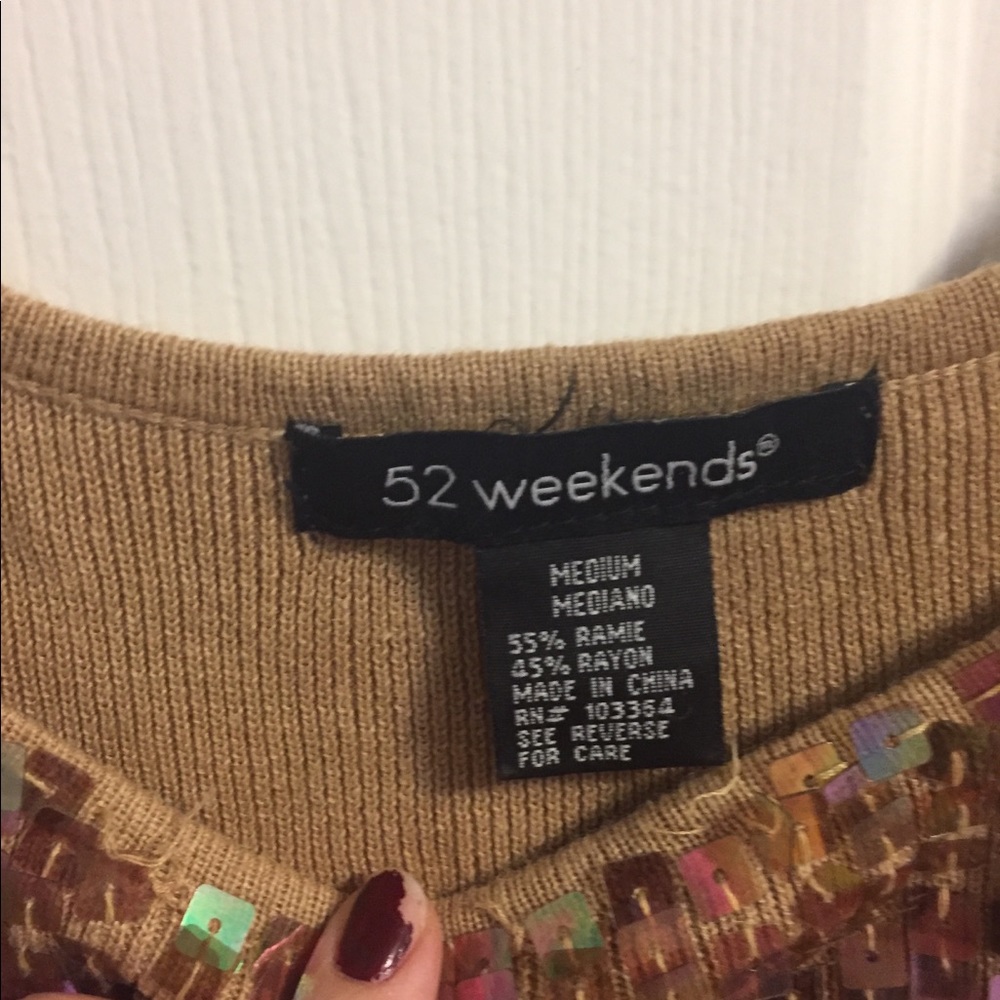 52 weekends®
MEDIUM
MEDIANO
55% RAMIE
45% RAYON
MADE IN CHINA
RN# 103364
SEE REVERSE
FOR CARE